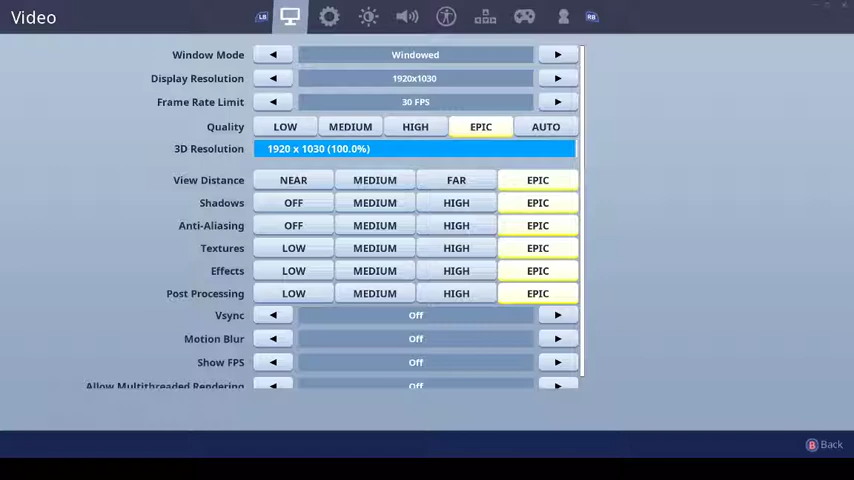 Video LB RB
Window Mode Windowed
Display Resolution 1920x1030
Frame Rate Limit 30 FPS
Quality LOW MEDIUM HIGH EPIC AUTO
3D Resolution 1920 x 1030 (100.0%)
View Distance NEAR MEDIUM FAR EPIC
Shadows OFF MEDIUM HIGH EPIC
Anti-Aliasing OFF MEDIUM HIGH EPIC
Textures LOW MEDIUM HIGH EPIC
Effects LOW MEDIUM HIGH EPIC
Post Processing LOW MEDIUM HIGH EPIC
Vsync Off
Motion Blur Off
Show FPS Off
Allow Multithreaded Rendering Off
B Back